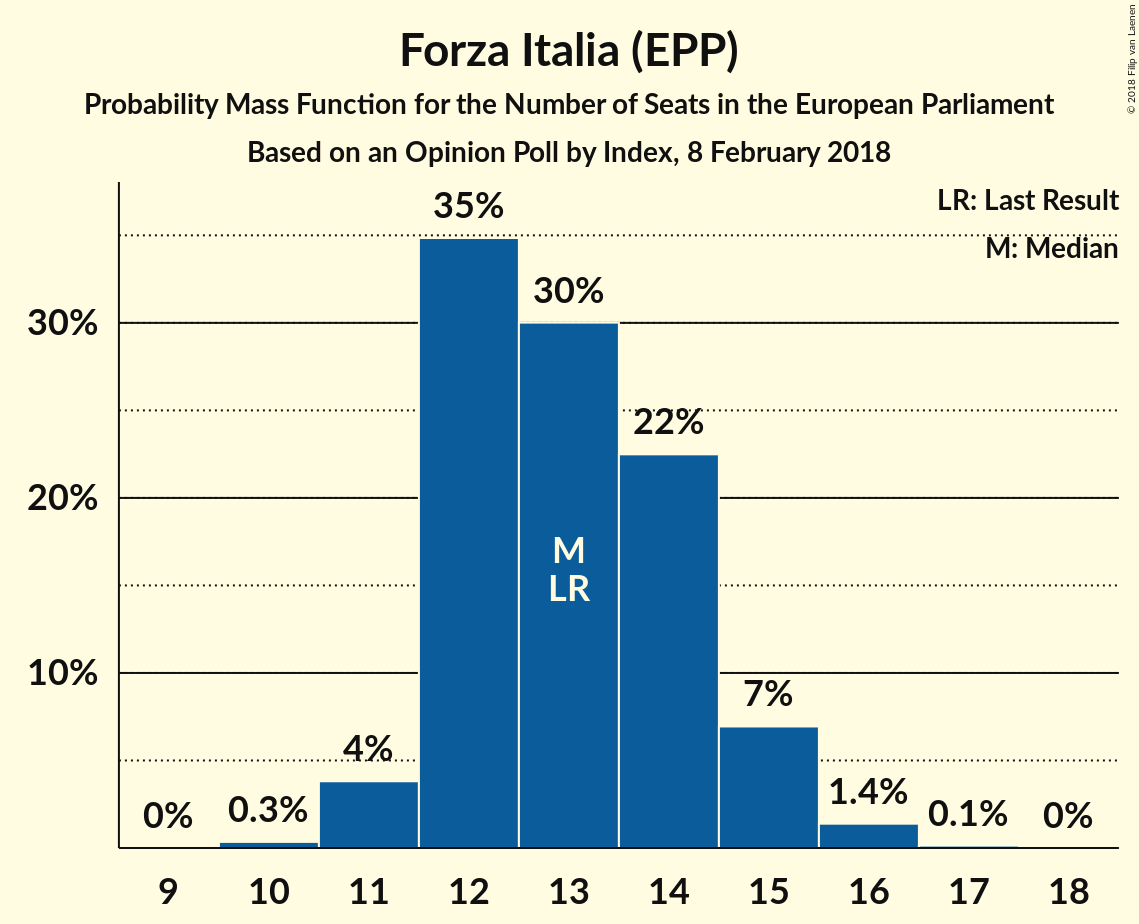 Forza Italia (EPP)
Probability Mass Function for the Number of Seats in the European Parliament
Based on an Opinion Poll by Index, 8 February 2018
© 2018 Filip van Laenen
LR: Last Result
M: Median
35%
30%
30%
22%
20%
M
LR
10%
7%
4%
1.4%
0%
0.3%
0.1%
0%
9 10 11 12 13 14 15 16 17 18